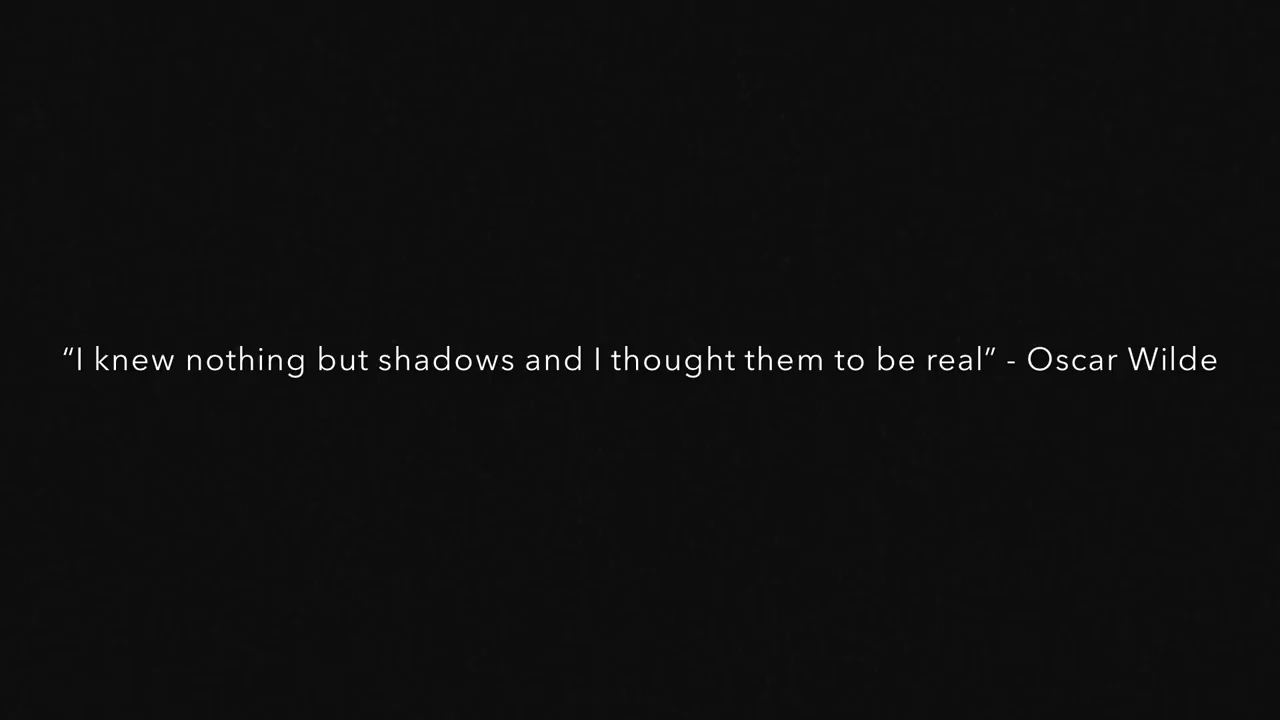 “I knew nothing but shadows and I thought them to be real” - Oscar Wilde